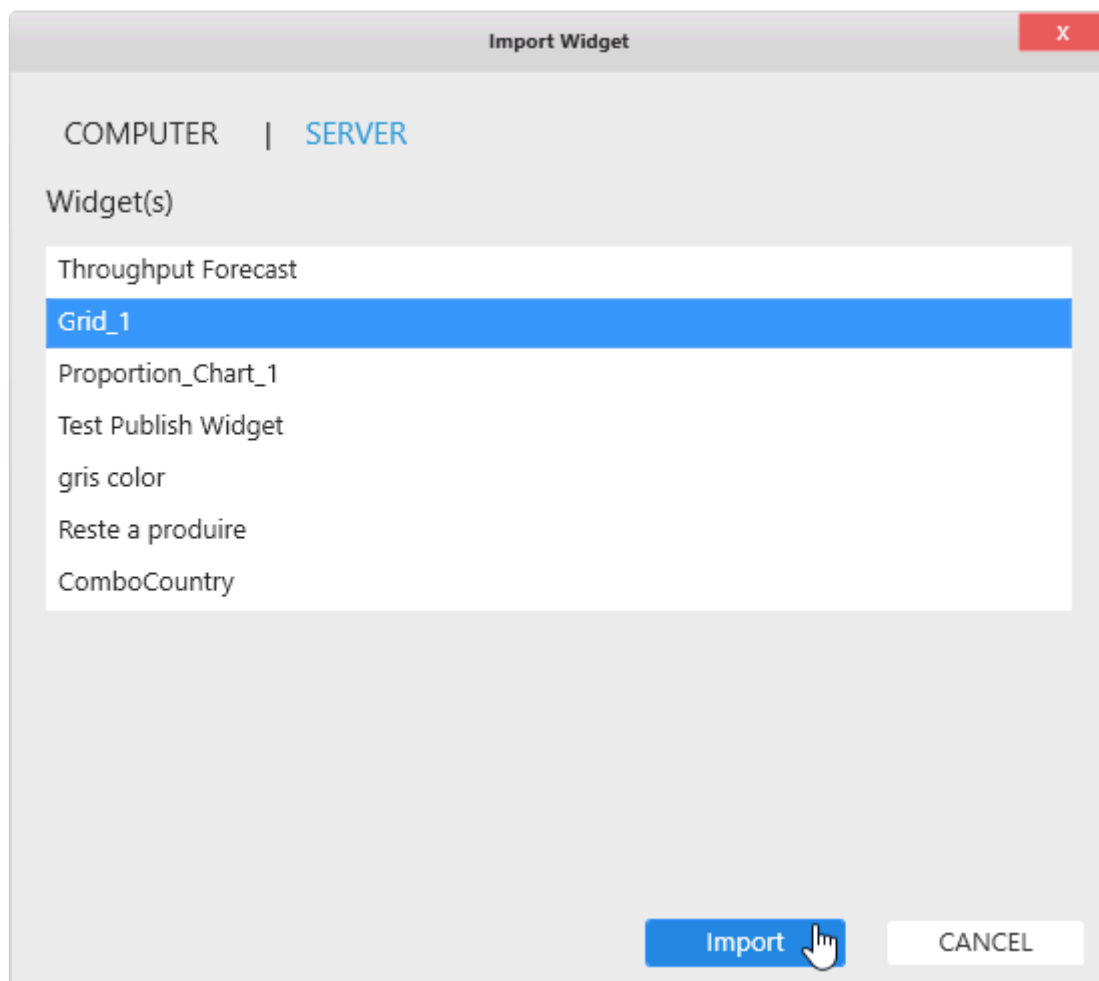 Import Widget X
COMPUTER | SERVER
Widget(s)
Throughput Forecast
Grid_1
Proportion_Chart_1
Test Publish Widget
gris color
Reste a produire
ComboCountry
Import CANCEL